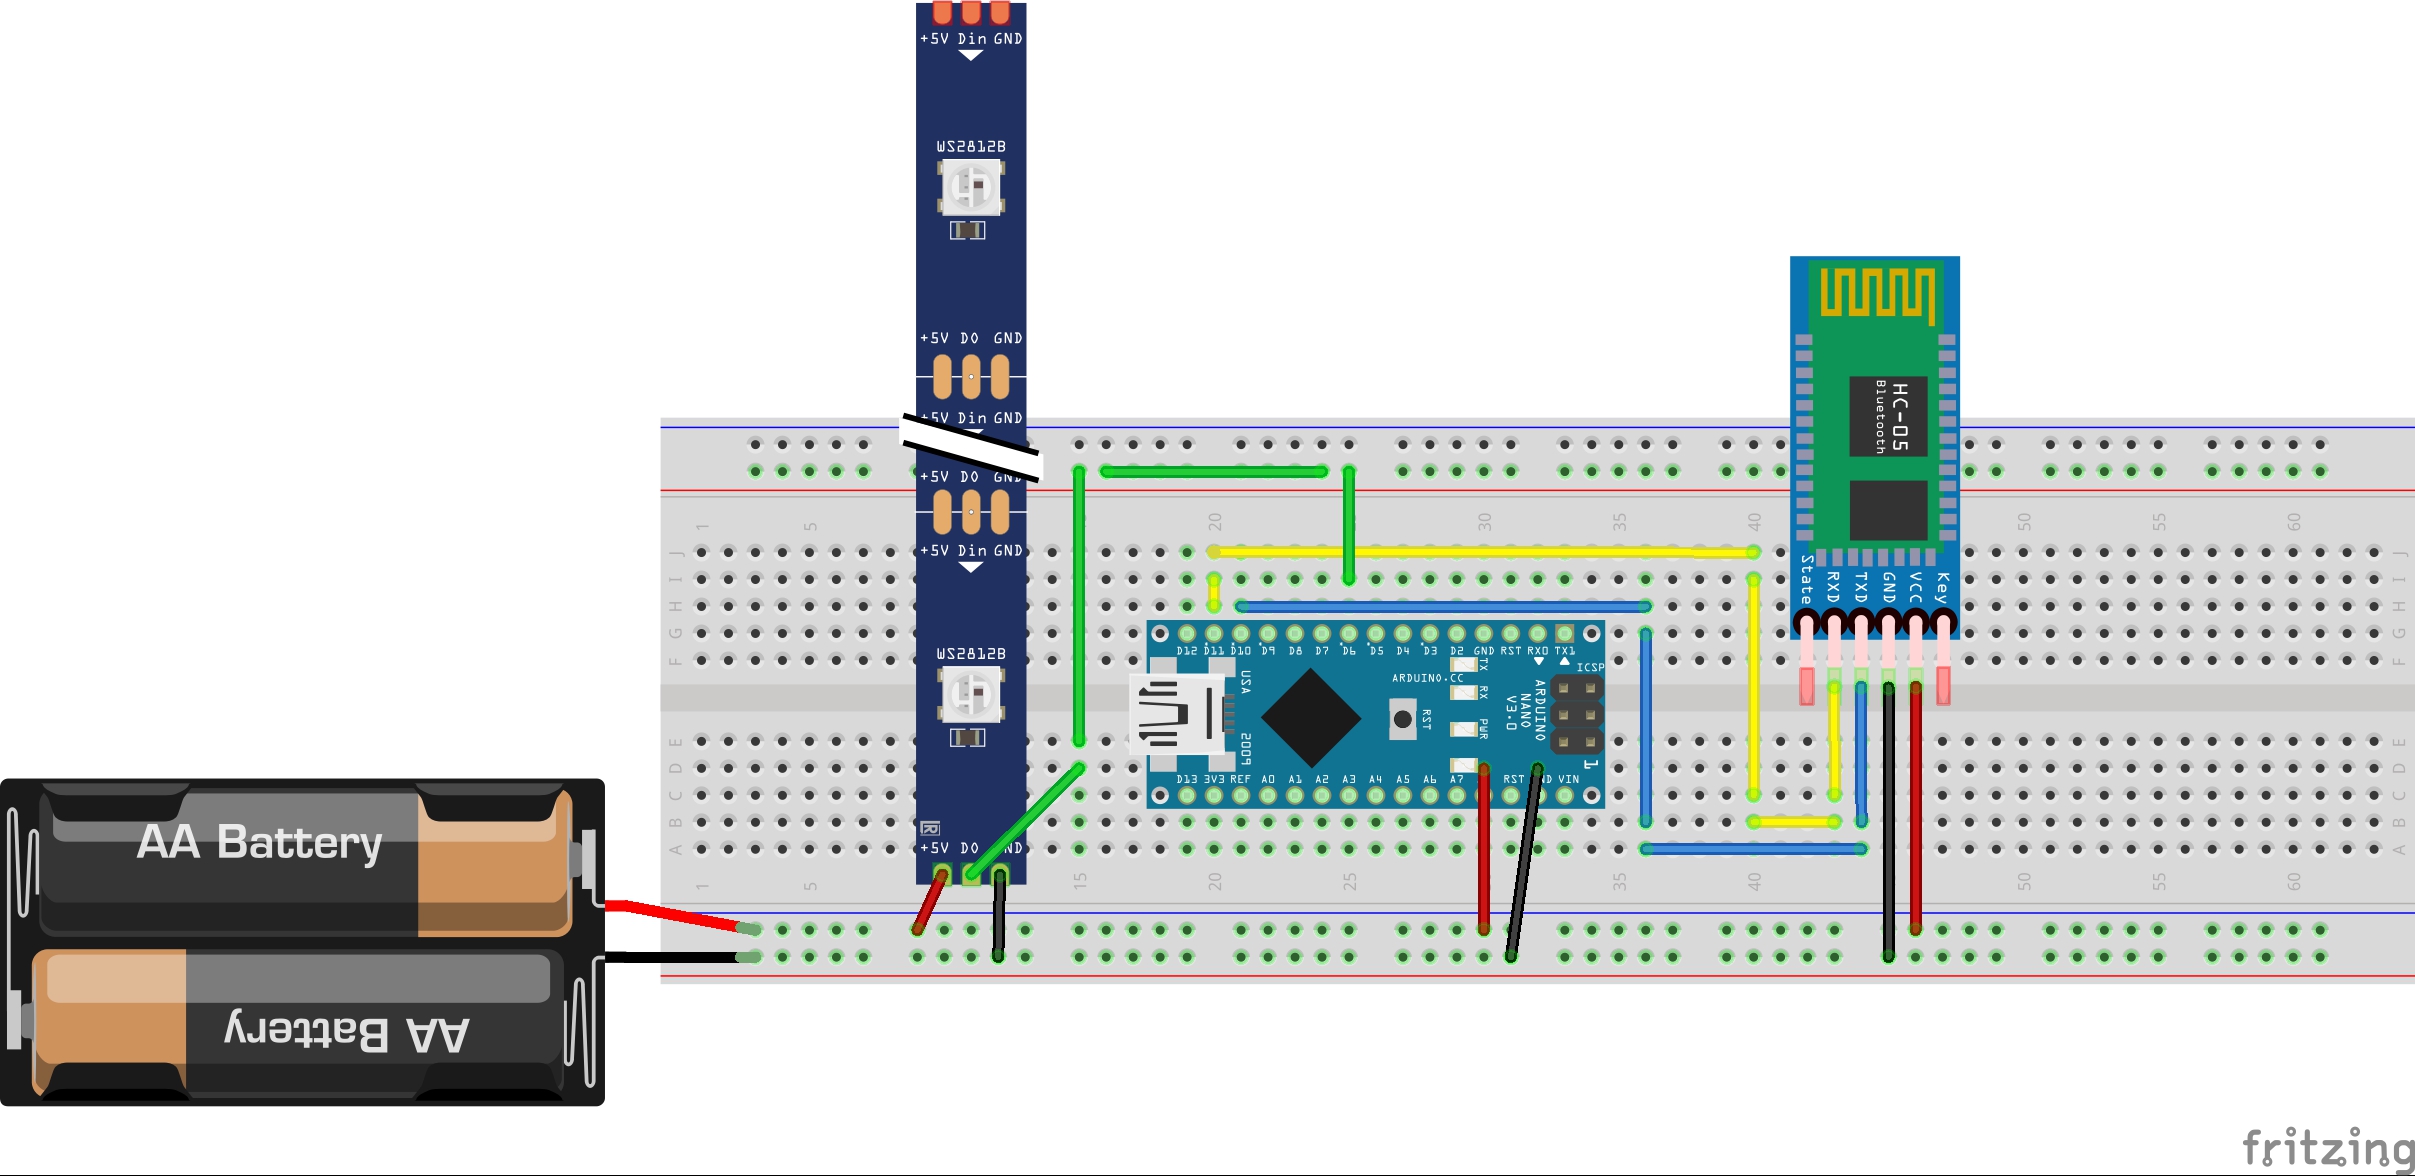 +5V Din GND
WS2812B
+5V DO GND
+5V Din GND
+5V DO GND
+5V Din GND
WS2812B
+5V DO
HC-05
Bluetooth
State RXD TXD GND VCC Key
1 5 20 30 35 40 50 55 60
J J
I I
H H
G G
F F
D12 D11 D10 D9 D8 D7 D6 D5 D4 D3 D2 GND RST RX0 TX1
TX
RX
PWR
RST
ICSP
1
ARDUINO.CC
ARDUINO
NANO
V3.0
USA
2009
D13 3V3 REF A0 A1 A2 A3 A4 A5 A6 A7 RST VIN
E E
D D
C C
B B
A A
1 5 15 20 25 35 40 50 55 60
AA Battery
AA Battery
fritzing